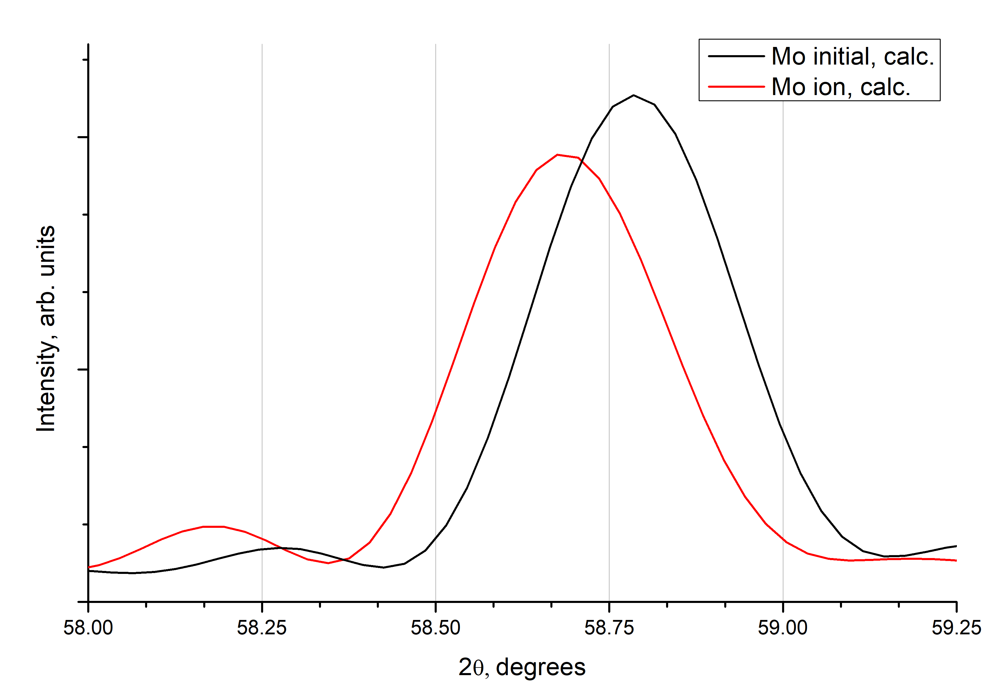 Mo initial, calc.
Mo ion, calc.
Intensity, arb. units
58.00 58.25 58.50 58.75 59.00 59.25
2θ, degrees